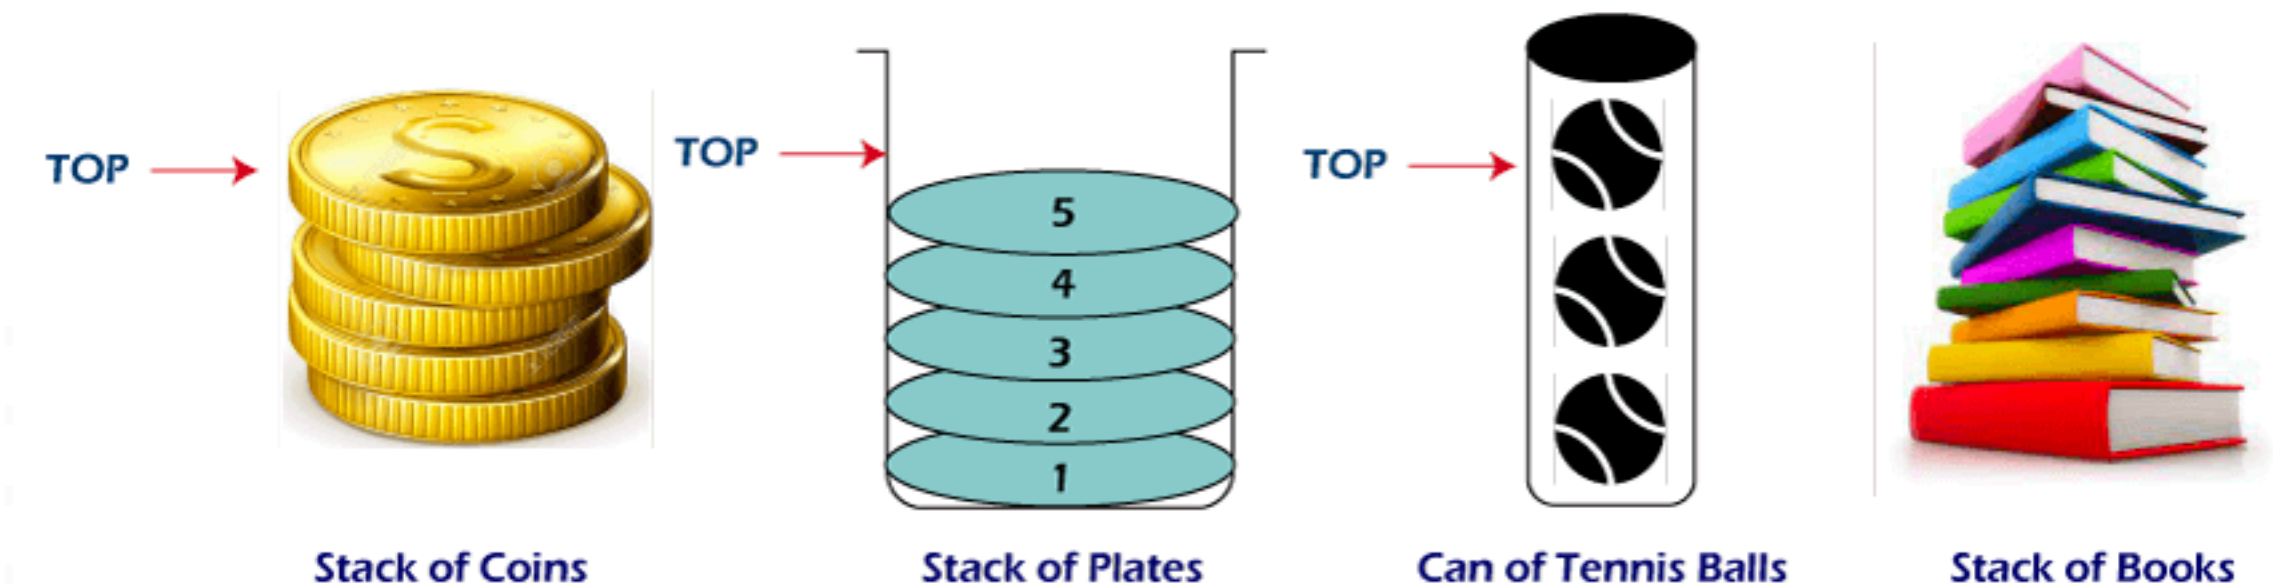 TOP
TOP
TOP
S
5
4
3
2
1
Stack of Coins
Stack of Plates
Can of Tennis Balls
Stack of Books